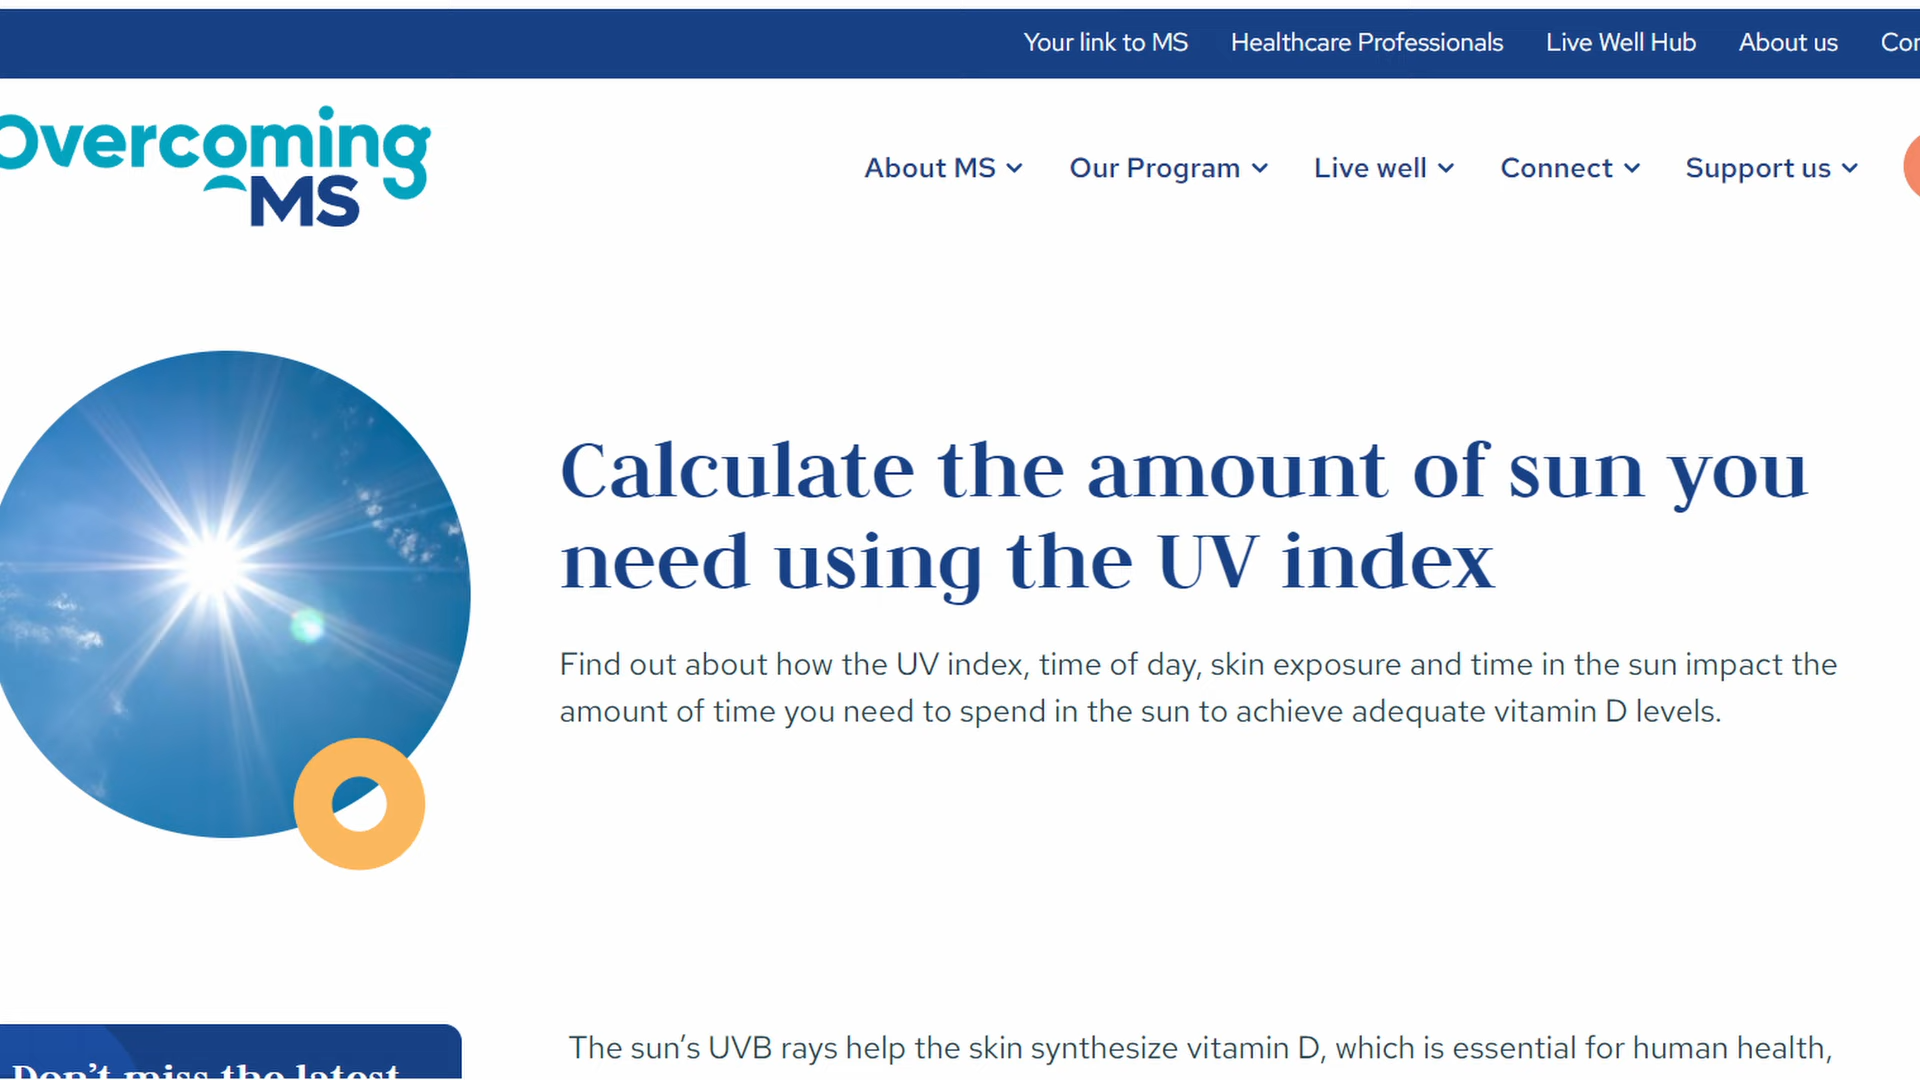 Your link to MS Healthcare Professionals Live Well Hub About us
Overcoming
MS
About MS Our Program Live well Connect Support us
Calculate the amount of sun you
need using the UV index
Find out about how the UV index, time of day, skin exposure and time in the sun impact the
amount of time you need to spend in the sun to achieve adequate vitamin D levels.
Don't miss the latest
The sun's UVB rays help the skin synthesize vitamin D, which is essential for human health,